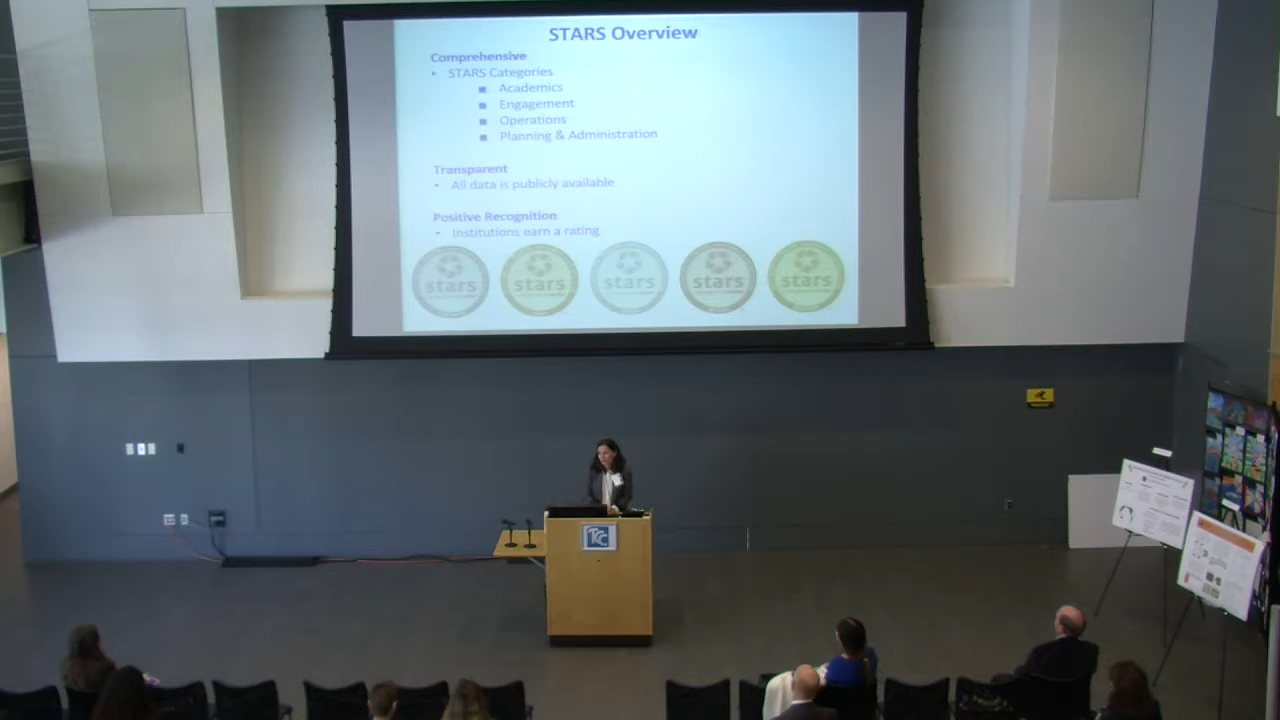 STARS Overview
Comprehensive
• STARS Categories
■ Academics
■ Engagement
■ Operations
■ Planning & Administration
Transparent
• All data is publicly available
Positive Recognition
• Institutions earn a rating
stars stars stars stars stars
TCC